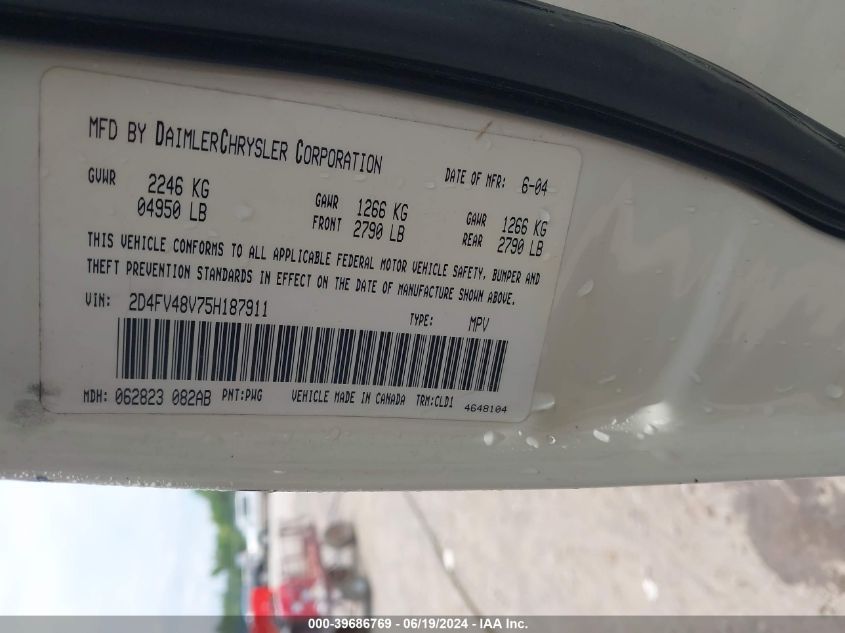 MFD BY DAIMLERCHRYSLER CORPORATION
DATE OF MFR: 6-04
GVWR 2246 KG
04950 LB
GAWR FRONT 1266 KG
2790 LB
GAWR REAR 1266 KG
2790 LB
THIS VEHICLE CONFORMS TO ALL APPLICABLE FEDERAL MOTOR VEHICLE SAFETY, BUMPER AND
THEFT PREVENTION STANDARDS IN EFFECT ON THE DATE OF MANUFACTURE SHOWN ABOVE.
VIN: 2D4FV48V75H187911 TYPE: MPV
MDH: 062823 082AB PNT:PWG VEHICLE MADE IN CANADA TRM:CLD1 4648104
000-39686769 - 06/19/2024 - IAA Inc.